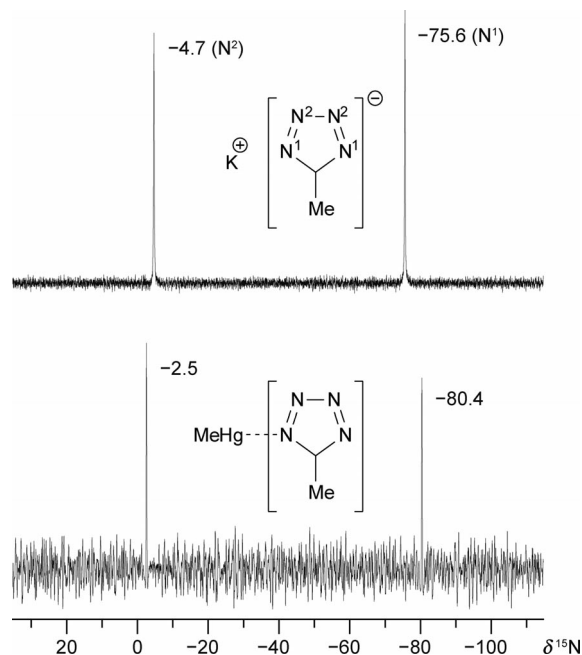 −4.7 (N²)
−75.6 (N¹)
N² N²
N¹ N¹
K⊕
⊖
Me
−2.5
−80.4
N N
MeHg N N
Me
20 0 −20 −40 −60 −80 −100 δ¹⁵N